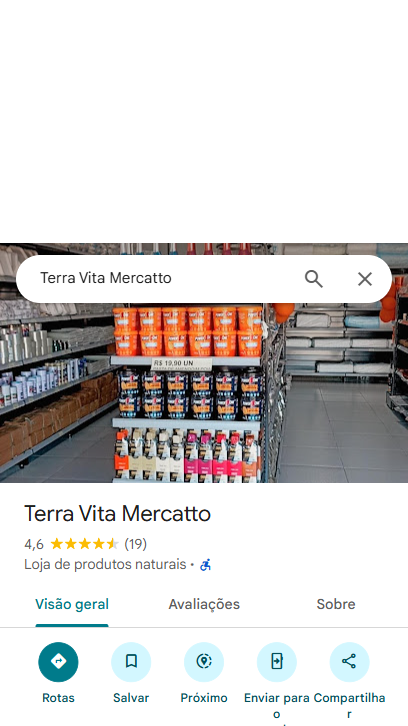 Terra Vita Mercatto
R$ 19,90 UN
Terra Vita Mercatto
4,6 (19)
Loja de produtos naturais ·
Visão geral Avaliações Sobre
Rotas Salvar Próximo Enviar para o Compartilhar